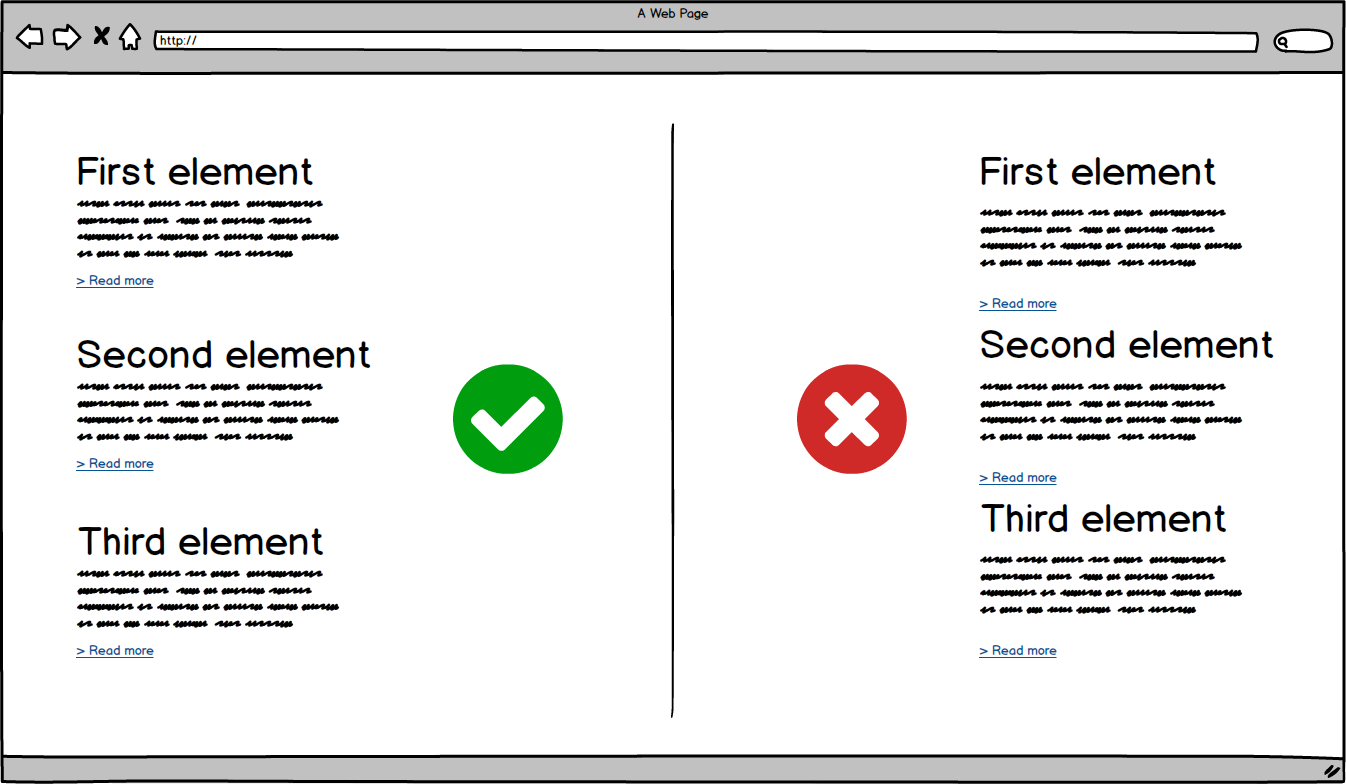 A Web Page
http://
First element
> Read more
Second element
> Read more
Third element
> Read more
First element
> Read more
Second element
> Read more
Third element
> Read more